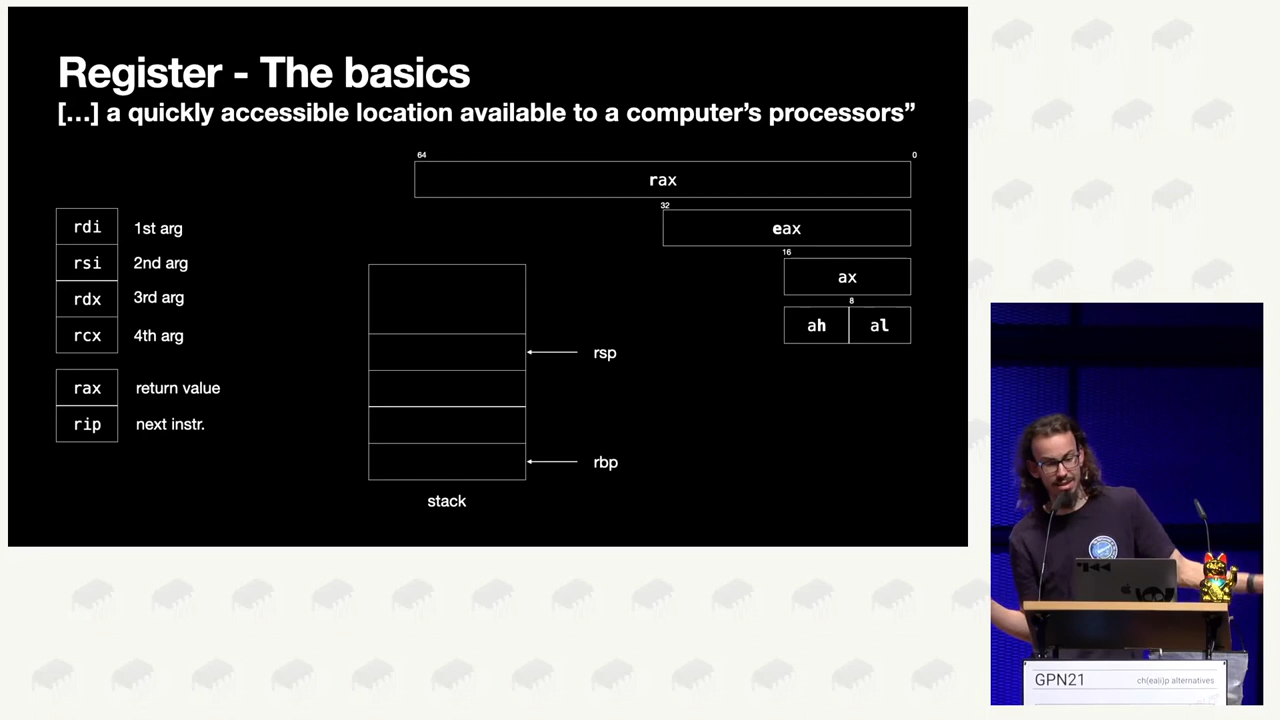 Register - The basics
[...] a quickly accessible location available to a computer’s processors”
64
0
rax
32
eax
16
ax
8
ah
al
rdi
1st arg
rsi
2nd arg
rdx
3rd arg
rcx
4th arg
rax
return value
rip
next instr.
rsp
rbp
stack
GPN21
ch(ea(i)p alternatives